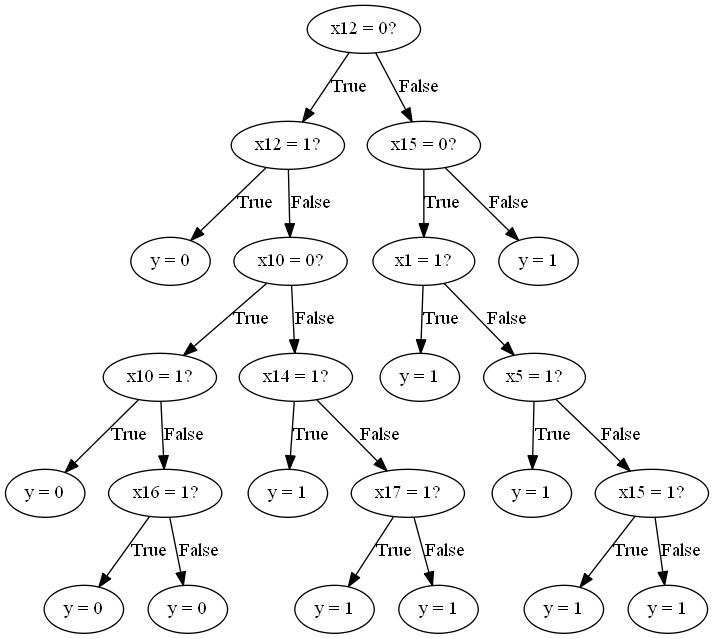 x12 = 0?
True
False
x12 = 1?
x15 = 0?
True
False
True
False
y = 0
x10 = 0?
x1 = 1?
y = 1
True
False
True
False
x10 = 1?
x14 = 1?
y = 1
x5 = 1?
True
False
True
False
True
False
y = 0
x16 = 1?
y = 1
x17 = 1?
y = 1
x15 = 1?
True
False
True
False
True
False
y = 0
y = 0
y = 1
y = 1
y = 1
y = 1